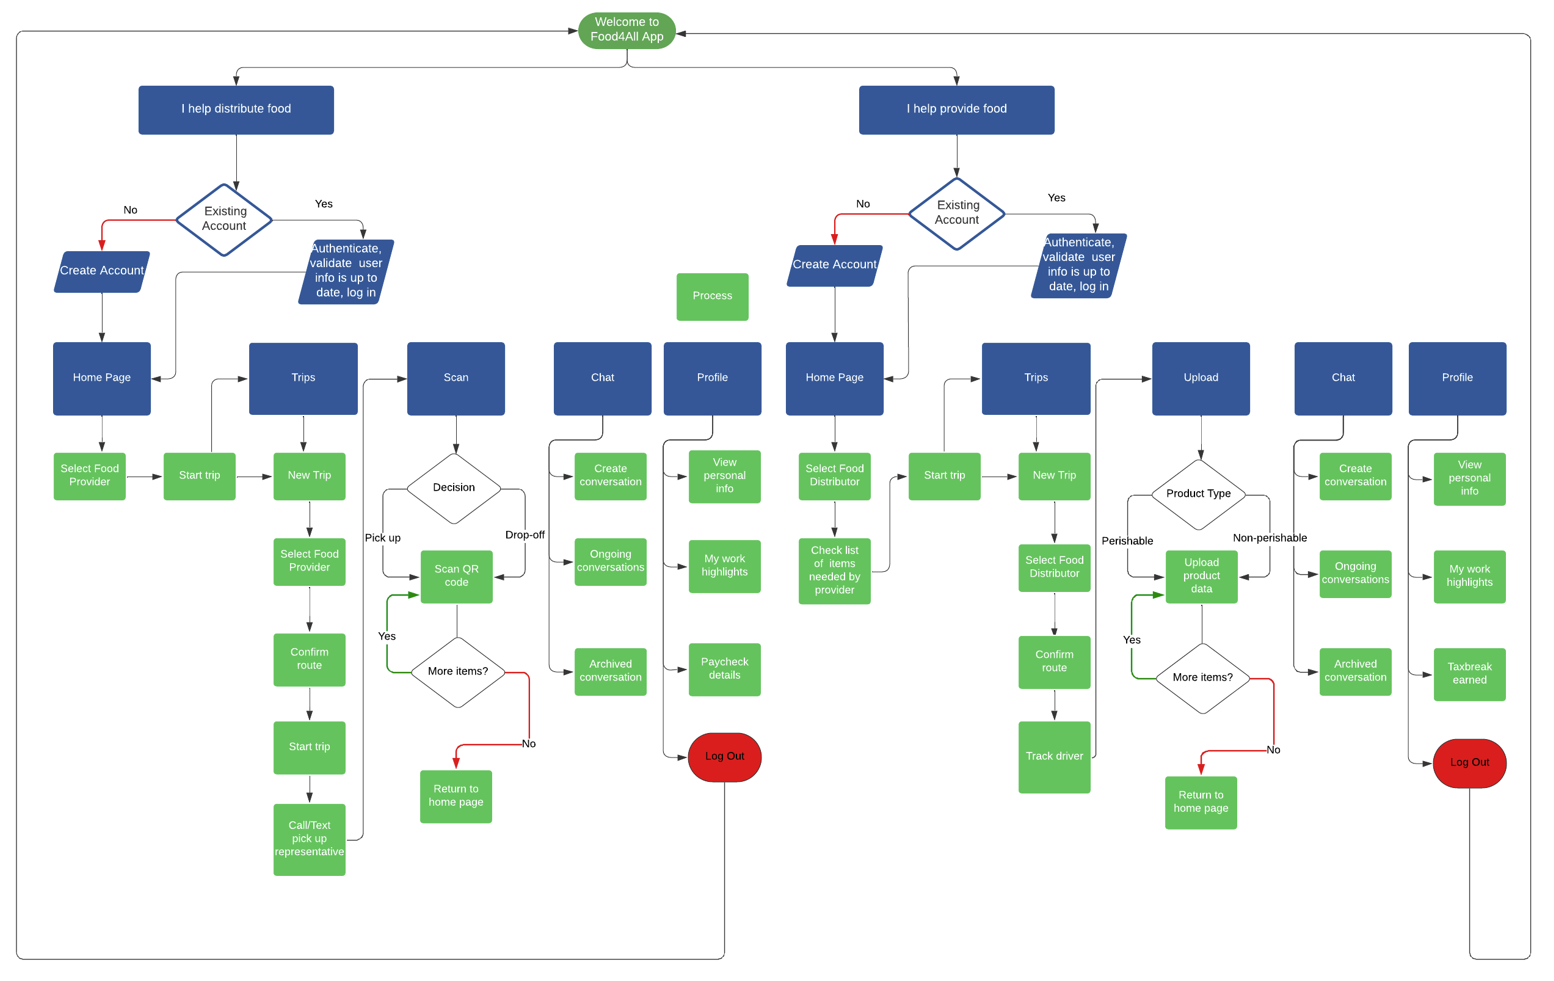 Welcome to
Food4All App
I help distribute food
I help provide food
No
Existing
Account
Yes
Create Account
Authenticate,
validate user
info is up to
date, log in
No
Existing
Account
Yes
Create Account
Authenticate,
validate user
info is up to
date, log in
Process
Home Page
Trips
Scan
Chat
Profile
Home Page
Trips
Upload
Chat
Profile
Select Food
Provider
Start trip
New Trip
Select Food
Provider
Confirm
route
Start trip
Call/Text
pick up
representative
Decision
Pick up
Drop-off
Scan QR
code
Yes
More items?
No
Return to
home page
Create
conversation
Ongoing
conversations
Archived
conversation
View
personal
info
My work
highlights
Paycheck
details
Log Out
Select Food
Distributor
Check list
of items
needed by
provider
Start trip
New Trip
Select Food
Distributor
Confirm
route
Track driver
Product Type
Perishable
Non-perishable
Upload
product
data
Yes
More items?
No
Return to
home page
Create
conversation
Ongoing
conversations
Archived
conversation
View
personal
info
My work
highlights
Taxbreak
earned
Log Out